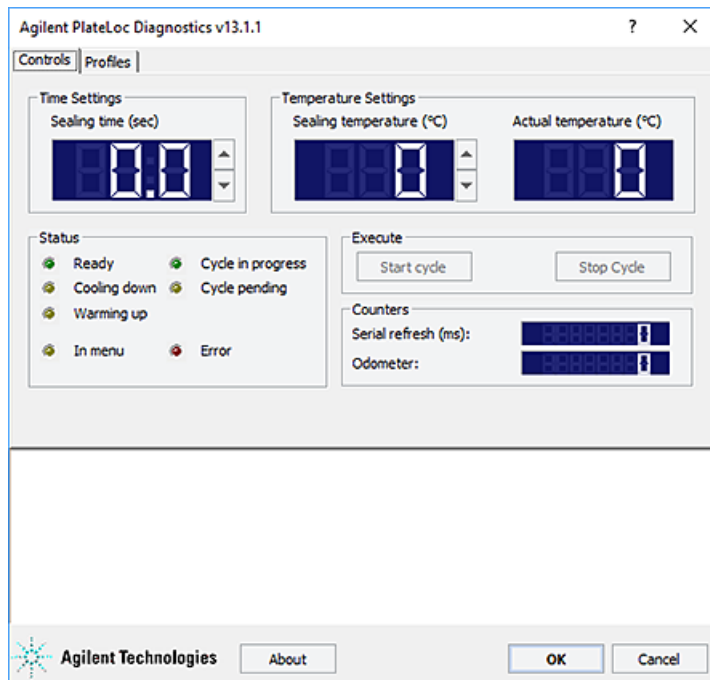 Agilent PlateLoc Diagnostics v13.1.1 ? X
Controls Profiles
Time Settings
Sealing time (sec)
0.0
Temperature Settings
Sealing temperature (°C) Actual temperature (°C)
0 0
Status
Ready Cycle in progress
Cooling down Cycle pending
Warming up
In menu Error
Execute
Start cycle Stop Cycle
Counters
Serial refresh (ms):
Odometer:
Agilent Technologies About OK Cancel